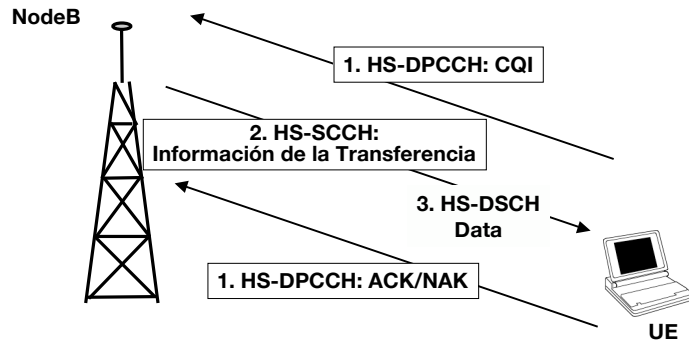 NodeB
1. HS-DPCCH: CQI
2. HS-SCCH:
Información de la Transferencia
3. HS-DSCH
Data
1. HS-DPCCH: ACK/NAK
UE